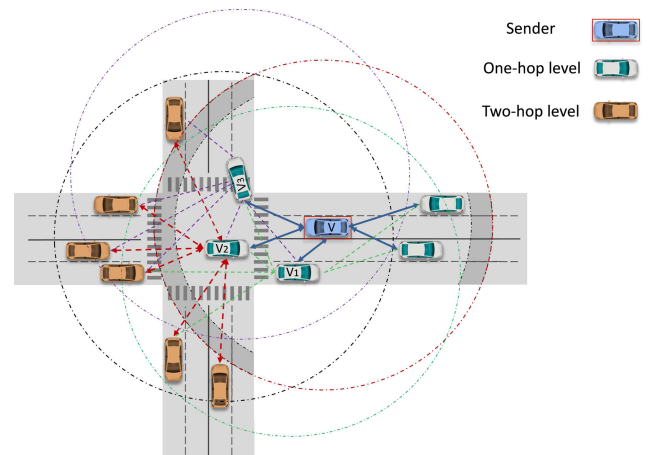 Sender
One-hop level
Two-hop level
V3
V
V2
V1